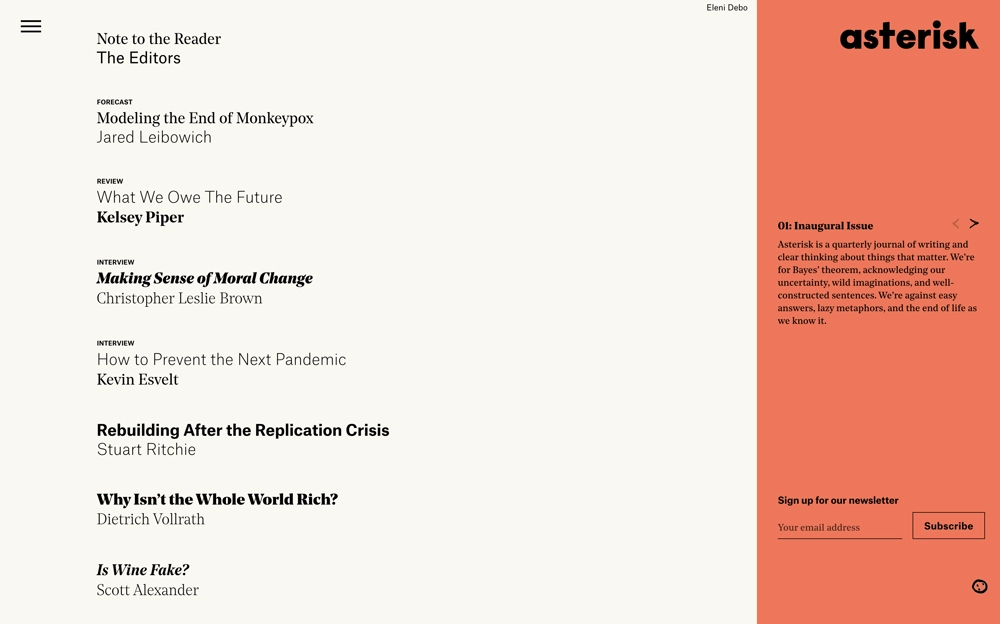 Eleni Debo
Note to the Reader
The Editors
FORECAST
Modeling the End of Monkeypox
Jared Leibowich
REVIEW
What We Owe The Future
Kelsey Piper
INTERVIEW
Making Sense of Moral Change
Christopher Leslie Brown
INTERVIEW
How to Prevent the Next Pandemic
Kevin Esvelt
Rebuilding After the Replication Crisis
Stuart Ritchie
Why Isn't the Whole World Rich?
Dietrich Vollrath
Is Wine Fake?
Scott Alexander
asterisk
01: Inaugural Issue
Asterisk is a quarterly journal of writing and
clear thinking about things that matter. We're
for Bayes' theorem, acknowledging our
uncertainty, wild imaginations, and well-
constructed sentences. We're against easy
answers, lazy metaphors, and the end of life as
we know it.
Sign up for our newsletter
Your email address
Subscribe